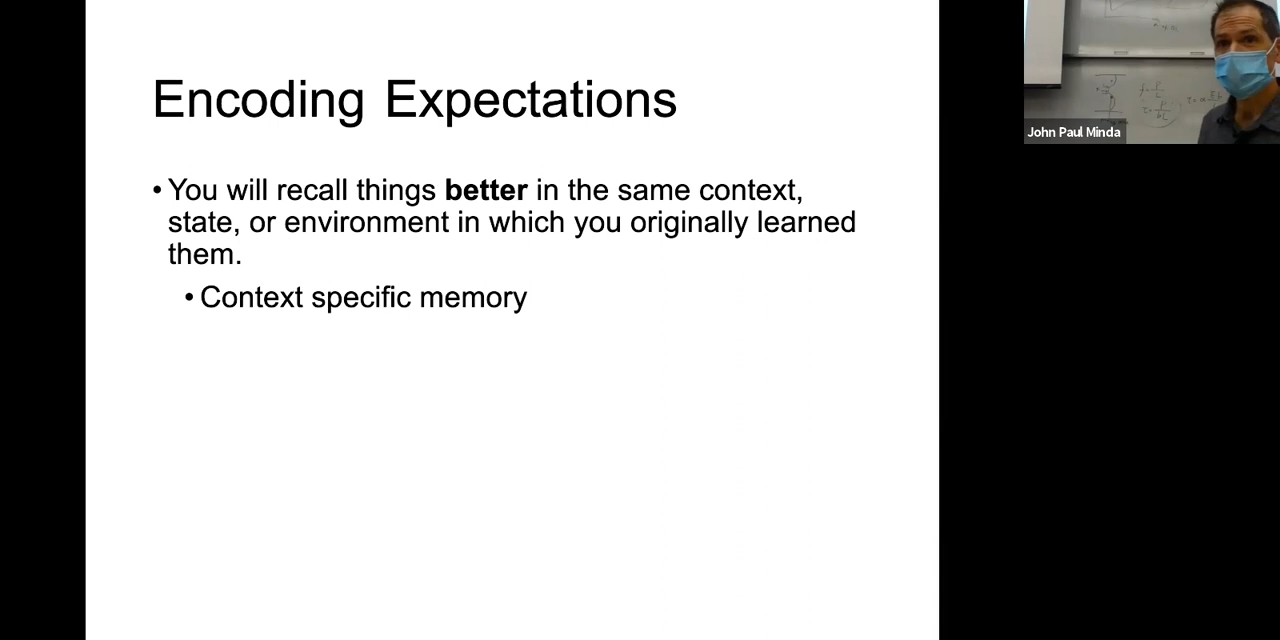 Encoding Expectations
• You will recall things better in the same context,
state, or environment in which you originally learned
them.
• Context specific memory
John Paul Minda